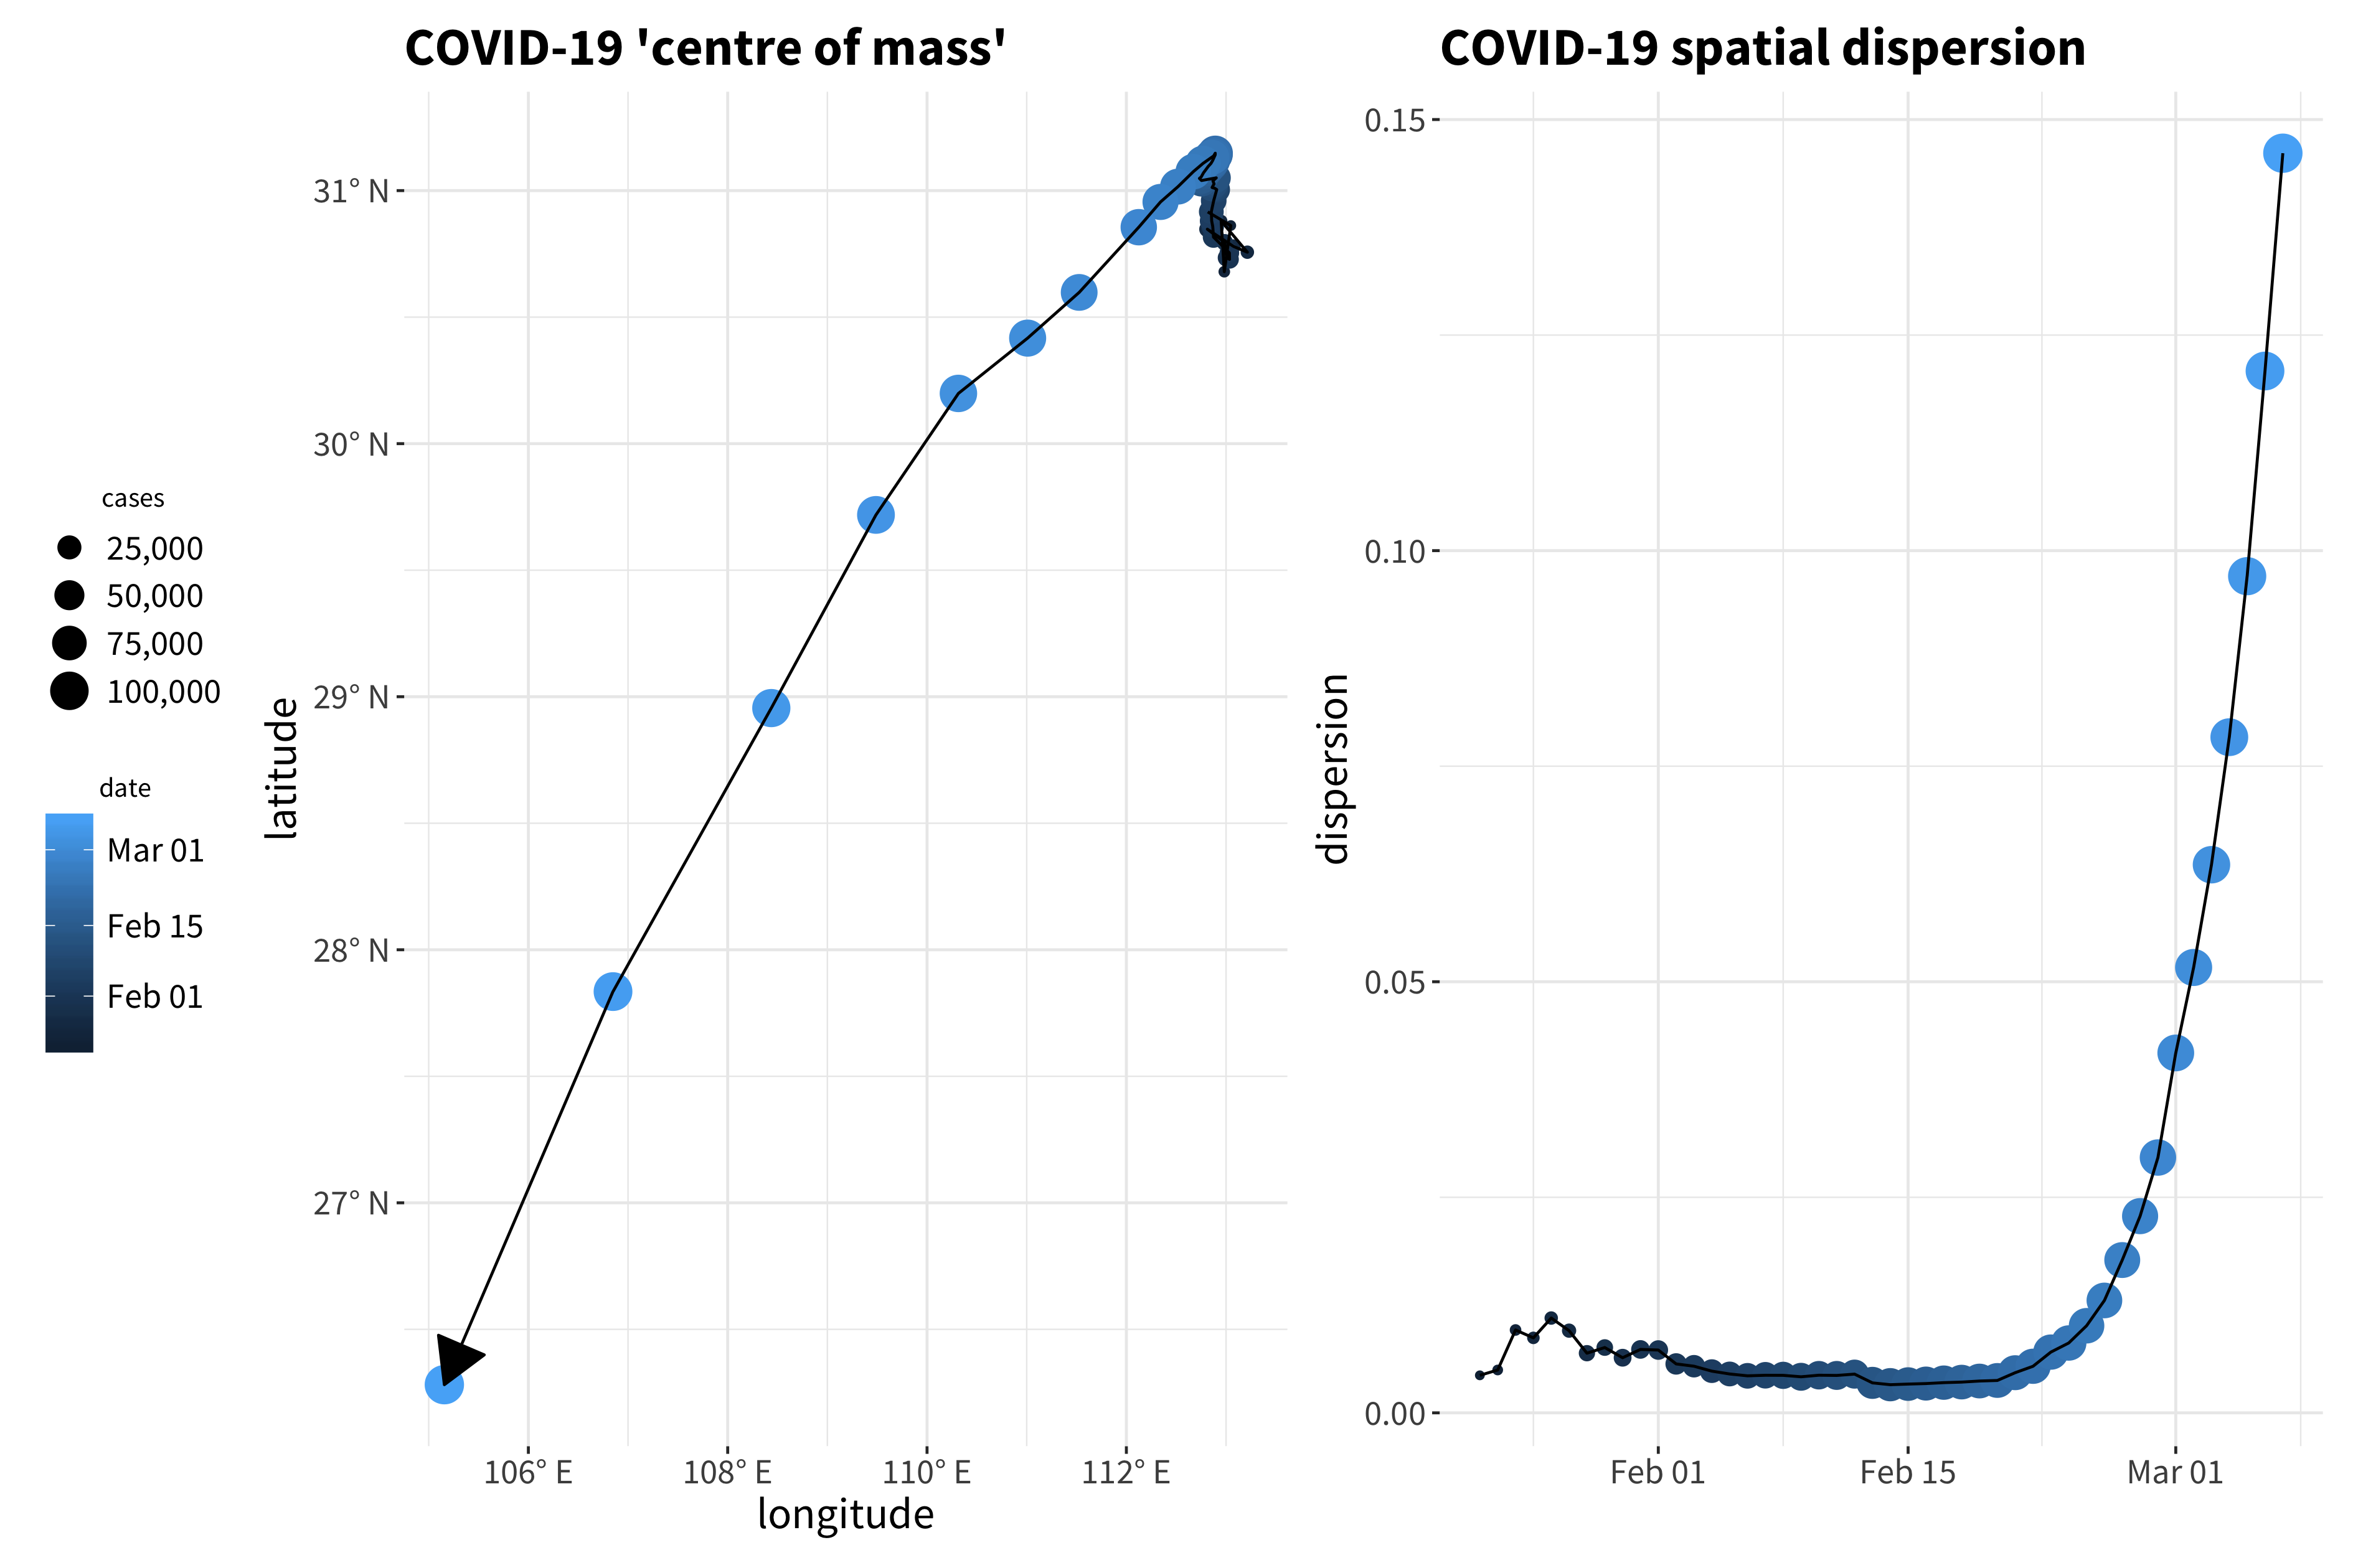 COVID-19 'centre of mass'
COVID-19 spatial dispersion
cases
25,000
50,000
75,000
100,000
date
Mar 01
Feb 15
Feb 01
latitude
31° N
30° N
29° N
28° N
27° N
106° E
108° E
110° E
112° E
longitude
dispersion
0.15
0.10
0.05
0.00
Feb 01
Feb 15
Mar 01